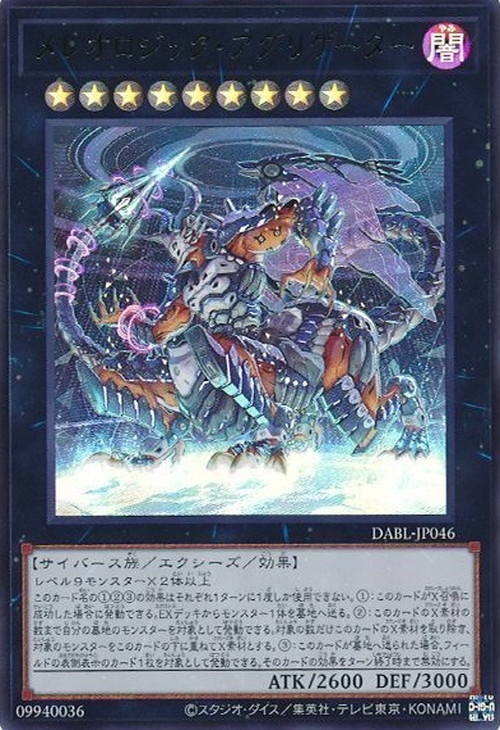 メレオロジック・アグリゲーター
闇
やみ
DABL-JP046
【サイバース族／エクシーズ／効果】
レベル９モンスター×２体以上
このカード名の①②③の効果はそれぞれ１ターンに１度しか使用できない。①：このカードがX召喚に
成功した場合に発動できる。EXデッキからモンスター１体を墓地へ送る。②：このカードのX素材の
数まで自分の墓地のモンスターを対象として発動できる。対象の数だけこのカードのX素材を取り除き、
対象のモンスターをこのカードの下に重ねてX素材とする。③：このカードが墓地へ送られた場合、フィー
ルドの表側表示のカード１枚を対象として発動できる。そのカードの効果をターン終了時まで無効にする。
ATK/2600 DEF/3000
09940036 ©スタジオ・ダイス／集英社・テレビ東京・KONAMI